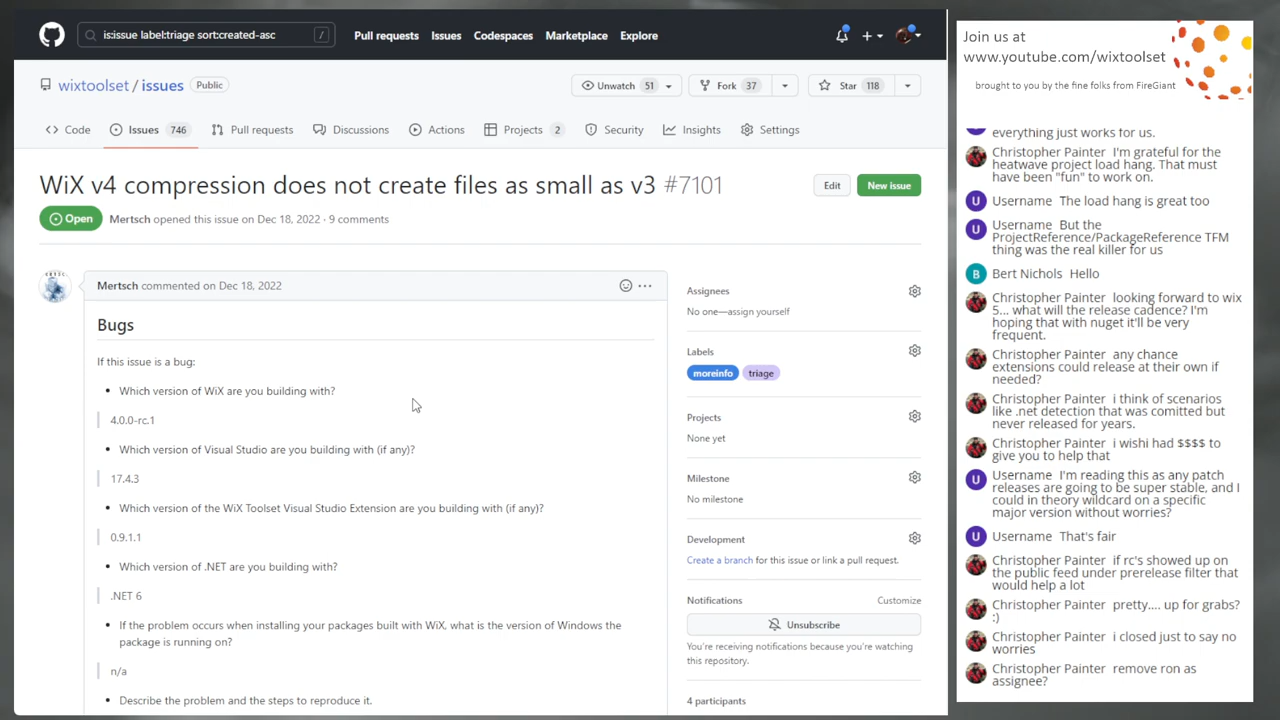 isissue label:triage sort:created-asc
/
Pull requests
Issues
Codespaces
Marketplace
Explore
wixtoolset / issues
Public
Unwatch 51
Fork 37
Star 118
Code
Issues 746
Pull requests
Discussions
Actions
Projects 2
Security
Insights
Settings
WiX v4 compression does not create files as small as v3 #7101
Edit
New issue
Open
Mertsch opened this issue on Dec 18, 2022 · 9 comments
Mertsch commented on Dec 18, 2022
Bugs
If this issue is a bug:
• Which version of WiX are you building with?
4.0.0-rc.1
• Which version of Visual Studio are you building with (if any)?
17.4.3
• Which version of the WiX Toolset Visual Studio Extension are you building with (if any)?
0.9.1.1
• Which version of .NET are you building with?
.NET 6
• If the problem occurs when installing your packages built with WiX, what is the version of Windows the
package is running on?
n/a
• Describe the problem and the steps to reproduce it.
Assignees
No one—assign yourself
Labels
moreinfo
triage
Projects
None yet
Milestone
No milestone
Development
Create a branch for this issue or link a pull request.
Notifications
Customize
Unsubscribe
You're receiving notifications because you're watching
this repository.
4 participants
Join us at
www.youtube.com/wixtoolset
brought to you by the fine folks from FireGiant
everything just works for us.
Christopher Painter I'm grateful for the
heatwave project load hang. That must
have been "fun" to work on.
U
Username The load hang is great too
U
Username But the
ProjectReference/PackageReference TFM
thing was the real killer for us
B
Bert Nichols Hello
Christopher Painter looking forward to wix
5... what will the release cadence? I'm
hoping that with nuget it'll be very
frequent.
Christopher Painter any chance
extensions could release at their own if
needed?
Christopher Painter i think of scenarios
like .net detection that was comitted but
never released for years.
Christopher Painter i wishi had $$$$ to
give you to help that
U
Username I'm reading this as any patch
releases are going to be super stable, and I
could in theory wildcard on a specific
major version without worries?
U
Username That's fair
Christopher Painter if rc's showed up on
the public feed under prerelease filter that
would help a lot
Christopher Painter pretty.... up for grabs?
:)
Christopher Painter i closed just to say no
worries
Christopher Painter remove ron as
assignee?